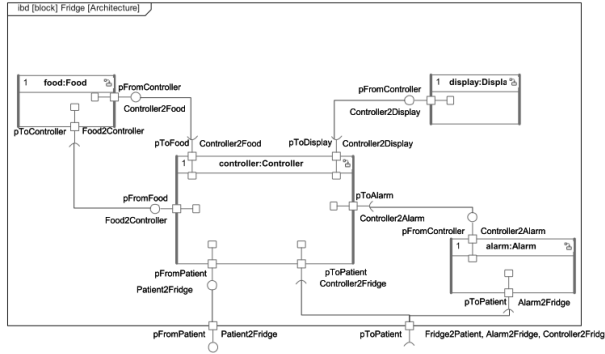 ibd [block] Fridge [Architecture]
1 food:Food
pFromController
Controller2Food
1 display:Displa
pFromController
Controller2Display
pToController Food2Controller
pToFood Controller2Food
pToDisplay Controller2Display
1 controller:Controller
pFromFood
Food2Controller
pToAlarm
Controller2Alarm
pFromController Controller2Alarm
1 alarm:Alarm
pFromPatient
Patient2Fridge
pToPatient
Controller2Fridge
pToPatient Alarm2Fridge
pFromPatient Patient2Fridge
pToPatient Fridge2Patient, Alarm2Fridge, Controller2Fridg